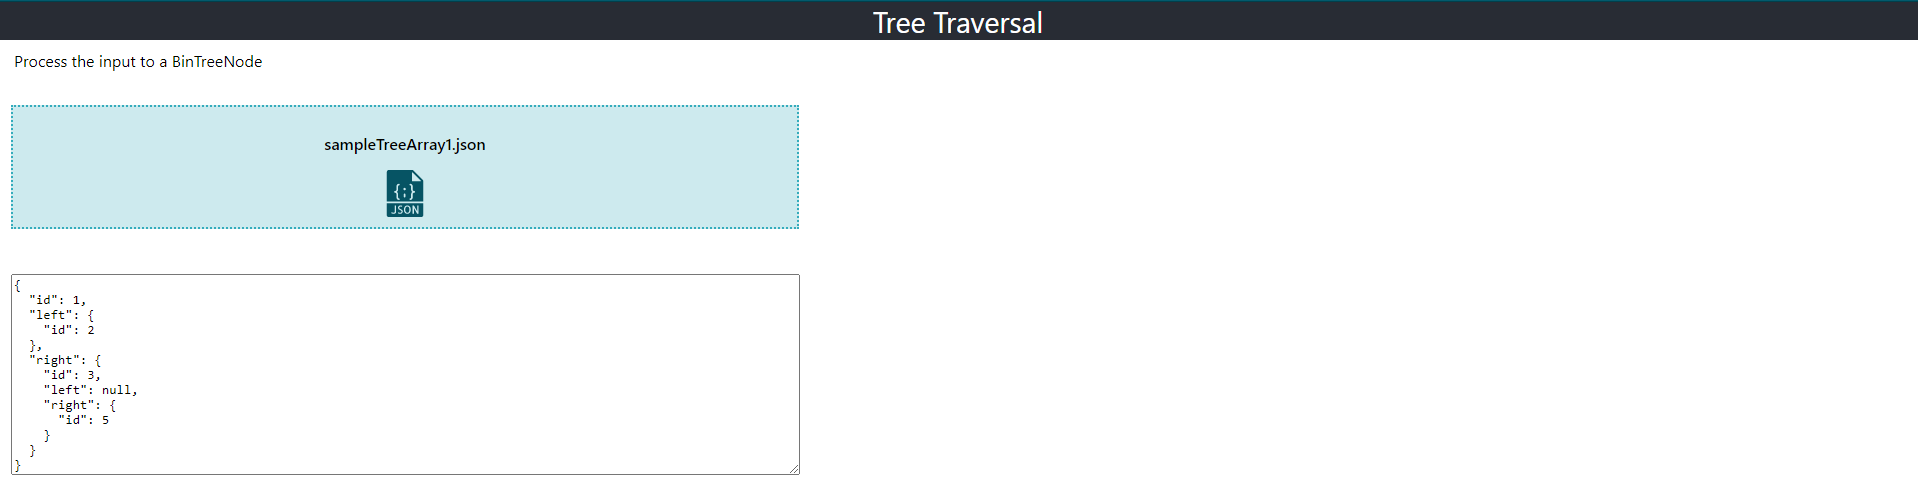 Tree Traversal
Process the input to a BinTreeNode
sampleTreeArray1.json
{;}
JSON
{
  "id": 1,
  "left": {
    "id": 2
  },
  "right": {
    "id": 3,
    "left": null,
    "right": {
      "id": 5
    }
  }
}